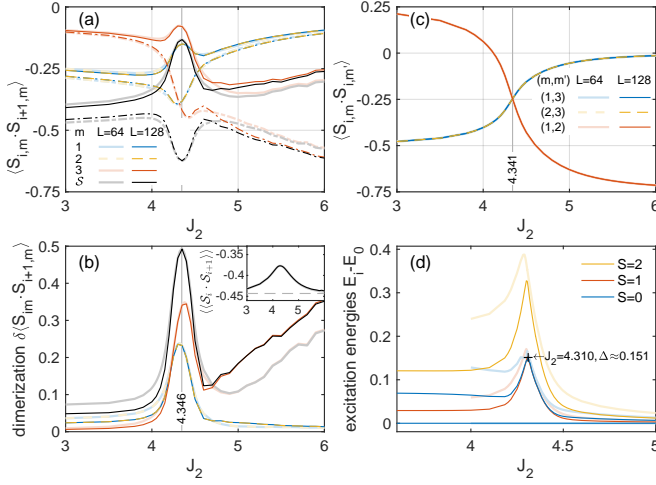 (a)
⟨S_{i,m}·S_{i+1,m}⟩
0
-0.25
-0.5
-0.75
m L=64 L=128
1
2
3
𝒮
3 4 5 6
J_2
(c)
⟨S_{i,m}·S_{i,m'}⟩
0.25
0
-0.25
-0.5
-0.75
(m,m') L=64 L=128
(1,3)
(2,3)
(1,2)
4.341
3 4 5 6
J_2
(b)
dimerization δ⟨S_{im}·S_{i+1,m}⟩
0.5
0.4
0.3
0.2
0.1
0
⟨⟨𝒮_i · 𝒮_{i+1}⟩⟩
-0.35
-0.4
-0.45
3 4 5
4.346
3 4 5 6
J_2
(d)
excitation energies E_i-E_0
0.4
0.3
0.2
0.1
0
S=2
S=1
S=0
←J_2=4.310, Δ≈0.151
3.5 4 4.5 5
J_2